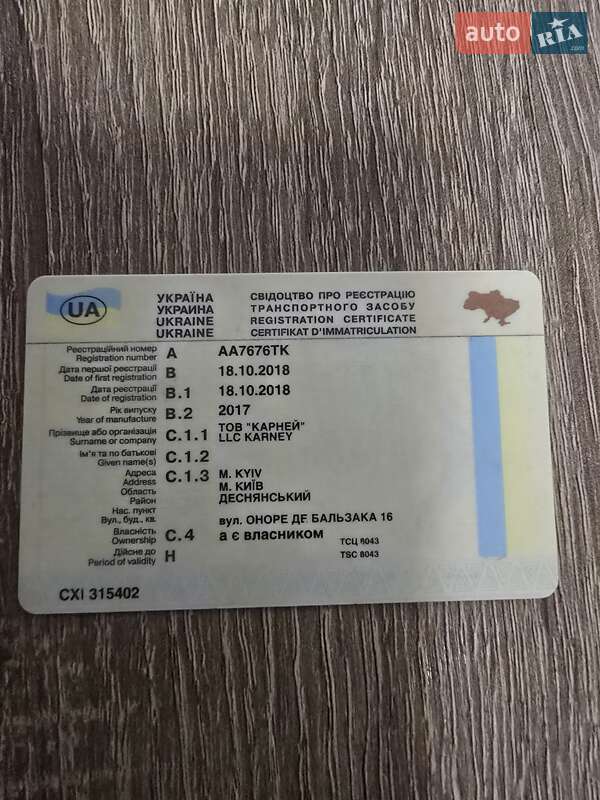 auto RIA .com
UA
УКРАЇНА
УКРАИНА
UKRAINE
UKRAINE
СВІДОЦТВО ПРО РЕЄСТРАЦІЮ
ТРАНСПОРТНОГО ЗАСОБУ
REGISTRATION CERTIFICATE
CERTIFIKAT D'IMMATRICULATION
Реєстраційний номер
Registration number A AA7676TK
Дата першої реєстрації
Date of first registration B 18.10.2018
Дата реєстрації
Date of registration B.1 18.10.2018
Рік випуску
Year of manufacture B.2 2017
Прізвище або організація
Surname or company C.1.1 ТОВ "КАРНЕЙ"
LLC KARNEY
Ім'я та по батькові
Given name(s) C.1.2
Адреса
Address C.1.3 M. KYIV
Область М. КИЇВ
Район ДЕСНЯНСЬКИЙ
Нас. пункт
Вул., буд., кв. вул. ОНОРЕ ДЕ БАЛЬЗАКА 16
Власність
Ownership C.4 а є власником ТСЦ 8043
Дійсне до
Period of validity H TSC 8043
CXI 315402